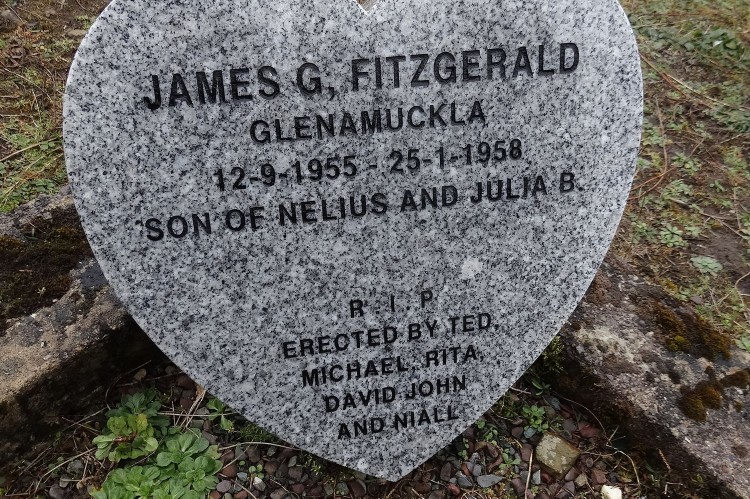 JAMES G, FITZGERALD
GLENAMUCKLA
12-9-1955 - 25-1-1958
SON OF NELIUS AND JULIA B.
R I P
ERECTED BY TED,
MICHAEL, RITA,
DAVID JOHN
AND NIALL